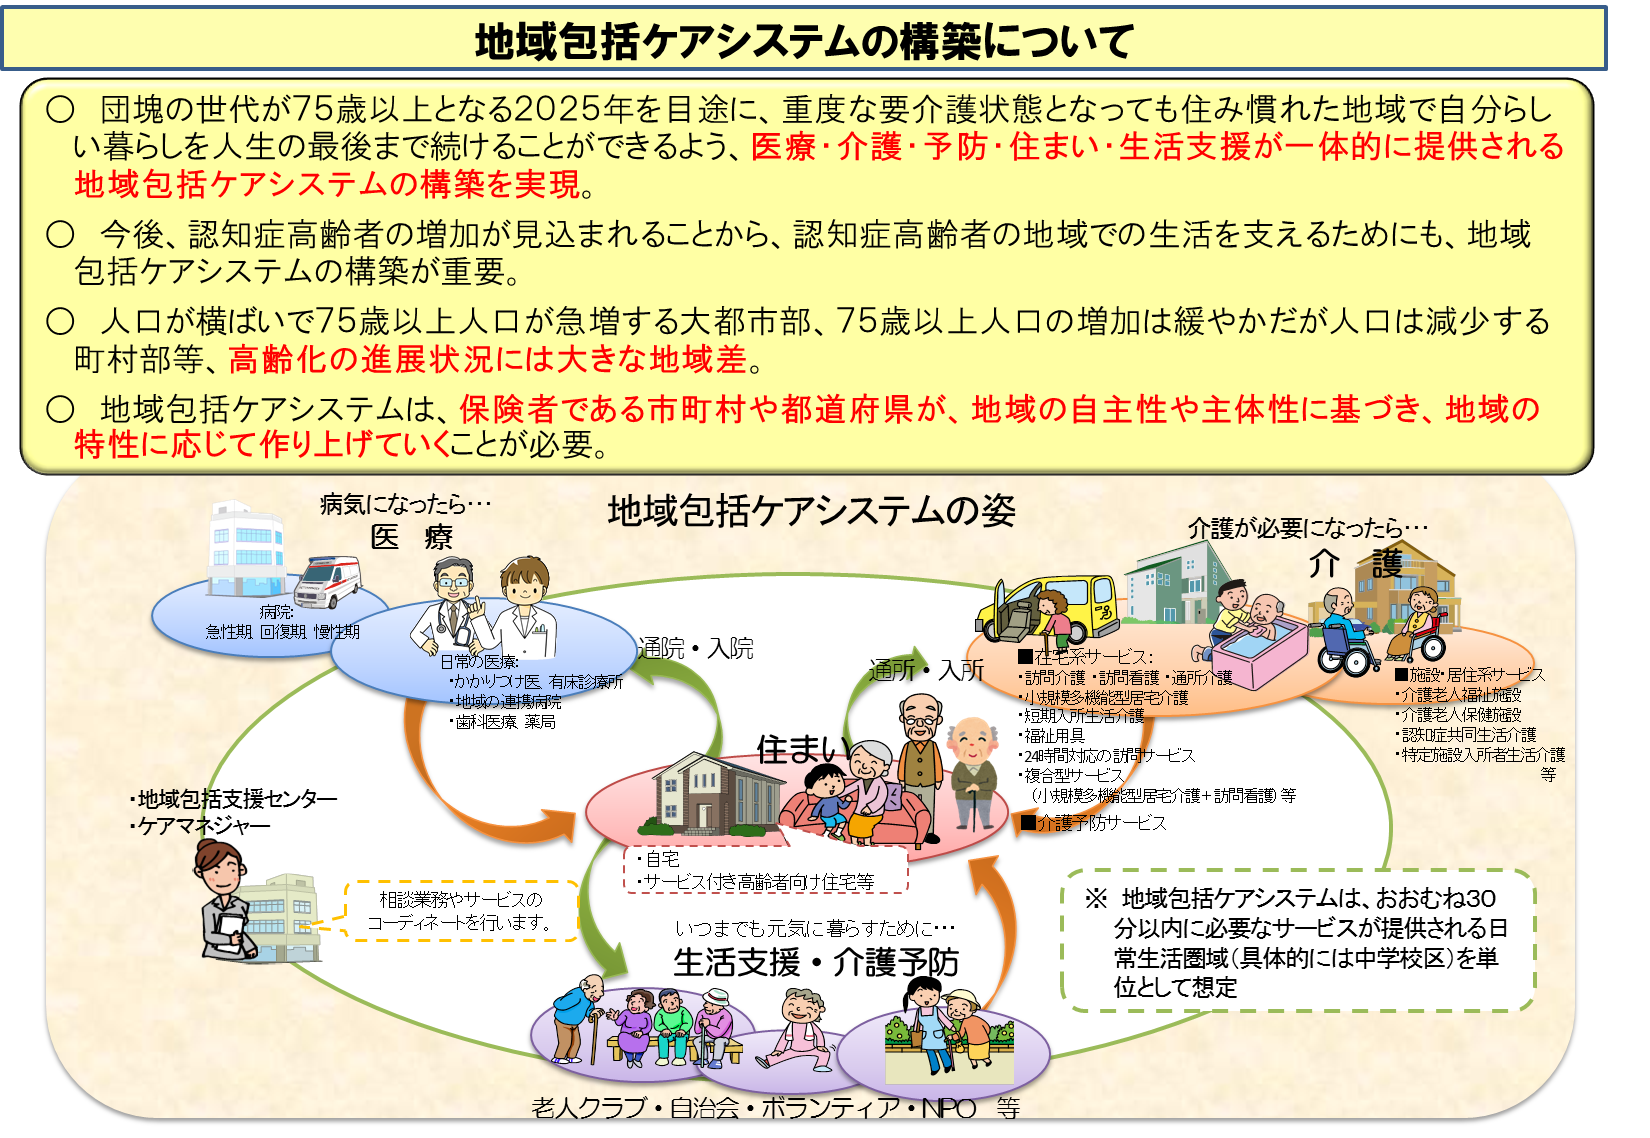 地域包括ケアシステムの構築について
○ 団塊の世代が75歳以上となる2025年を目途に、重度な要介護状態となっても住み慣れた地域で自分らし
い暮らしを人生の最後まで続けることができるよう、医療・介護・予防・住まい・生活支援が一体的に提供される
地域包括ケアシステムの構築を実現。
○ 今後、認知症高齢者の増加が見込まれることから、認知症高齢者の地域での生活を支えるためにも、地域
包括ケアシステムの構築が重要。
○ 人口が横ばいで75歳以上人口が急増する大都市部、75歳以上人口の増加は緩やかだが人口は減少する
町村部等、高齢化の進展状況には大きな地域差。
○ 地域包括ケアシステムは、保険者である市町村や都道府県が、地域の自主性や主体性に基づき、地域の
特性に応じて作り上げていくことが必要。
地域包括ケアシステムの姿
病気になったら…
医 療
病院:
急性期 回復期 慢性期
日常の医療:
・かかりつけ医 有床診療所
・地域の連携病院
・歯科医療 薬局
通院・入院
通所・入所
介護が必要になったら…
介 護
■在宅系サービス:
・訪問介護・訪問看護・通所介護
・小規模多機能型居宅介護
・短期入所生活介護
・福祉用具
・24時間対応の訪問サービス
・複合型サービス
(小規模多機能型居宅介護+訪問看護)等
■介護予防サービス
■施設・居住系サービス
・介護老人福祉施設
・介護老人保健施設
・認知症共同生活介護
・特定施設入所者生活介護
等
住まい
・自宅
・サービス付き高齢者向け住宅等
・地域包括支援センター
・ケアマネジャー
相談業務やサービスの
コーディネートを行います。
いつまでも元気に暮らすために…
生活支援・介護予防
老人クラブ・自治会・ボランティア・NPO 等
※ 地域包括ケアシステムは、おおむね30
分以内に必要なサービスが提供される日
常生活圏域(具体的には中学校区)を単
位として想定